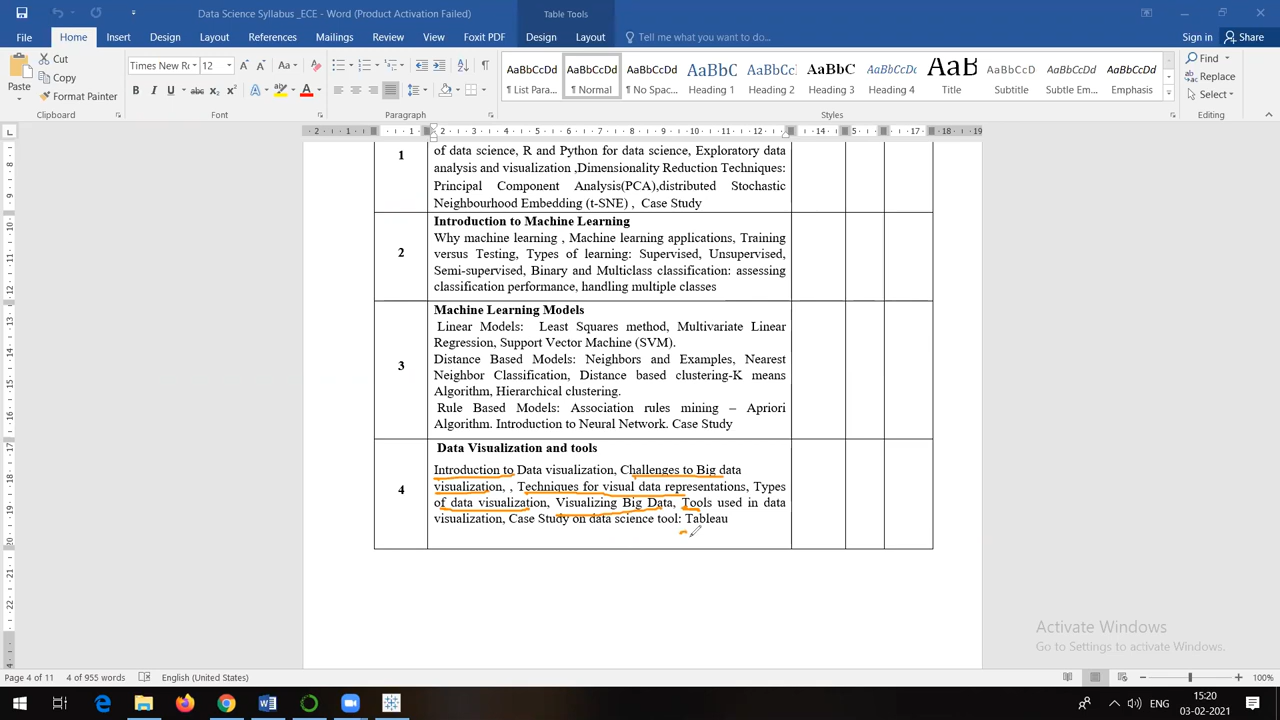 Data Science Syllabus _ECE - Word (Product Activation Failed)
Table Tools
File Home Insert Design Layout References Mailings Review View Foxit PDF Design Layout Tell me what you want to do...
Sign in Share
Cut
Copy
Format Painter
Paste
Times New Ro 12
B I U abc x₂ x² A
Clipboard Font Paragraph Styles Editing
AaBbCcDd AaBbCcDd AaBbCcDd AaBbC AaBbCc AaBbC AaBbCcDc AaB AaBbCcD AaBbCcDd AaBbCcDd
¶ List Para... ¶ Normal ¶ No Spac... Heading 1 Heading 2 Heading 3 Heading 4 Title Subtitle Subtle Em... Emphasis
Find
Replace
Select
1
of data science, R and Python for data science, Exploratory data
analysis and visualization ,Dimensionality Reduction Techniques:
Principal Component Analysis(PCA),distributed Stochastic
Neighbourhood Embedding (t-SNE) , Case Study
2
Introduction to Machine Learning
Why machine learning , Machine learning applications, Training
versus Testing, Types of learning: Supervised, Unsupervised,
Semi-supervised, Binary and Multiclass classification: assessing
classification performance, handling multiple classes
3
Machine Learning Models
Linear Models: Least Squares method, Multivariate Linear
Regression, Support Vector Machine (SVM).
Distance Based Models: Neighbors and Examples, Nearest
Neighbor Classification, Distance based clustering-K means
Algorithm, Hierarchical clustering.
Rule Based Models: Association rules mining – Apriori
Algorithm. Introduction to Neural Network. Case Study
4
Data Visualization and tools
Introduction to Data visualization, Challenges to Big data
visualization, , Techniques for visual data representations, Types
of data visualization, Visualizing Big Data, Tools used in data
visualization, Case Study on data science tool: Tableau
Activate Windows
Go to Settings to activate Windows.
Page 4 of 11 4 of 955 words English (United States) 100%
ENG
15:20
03-02-2021